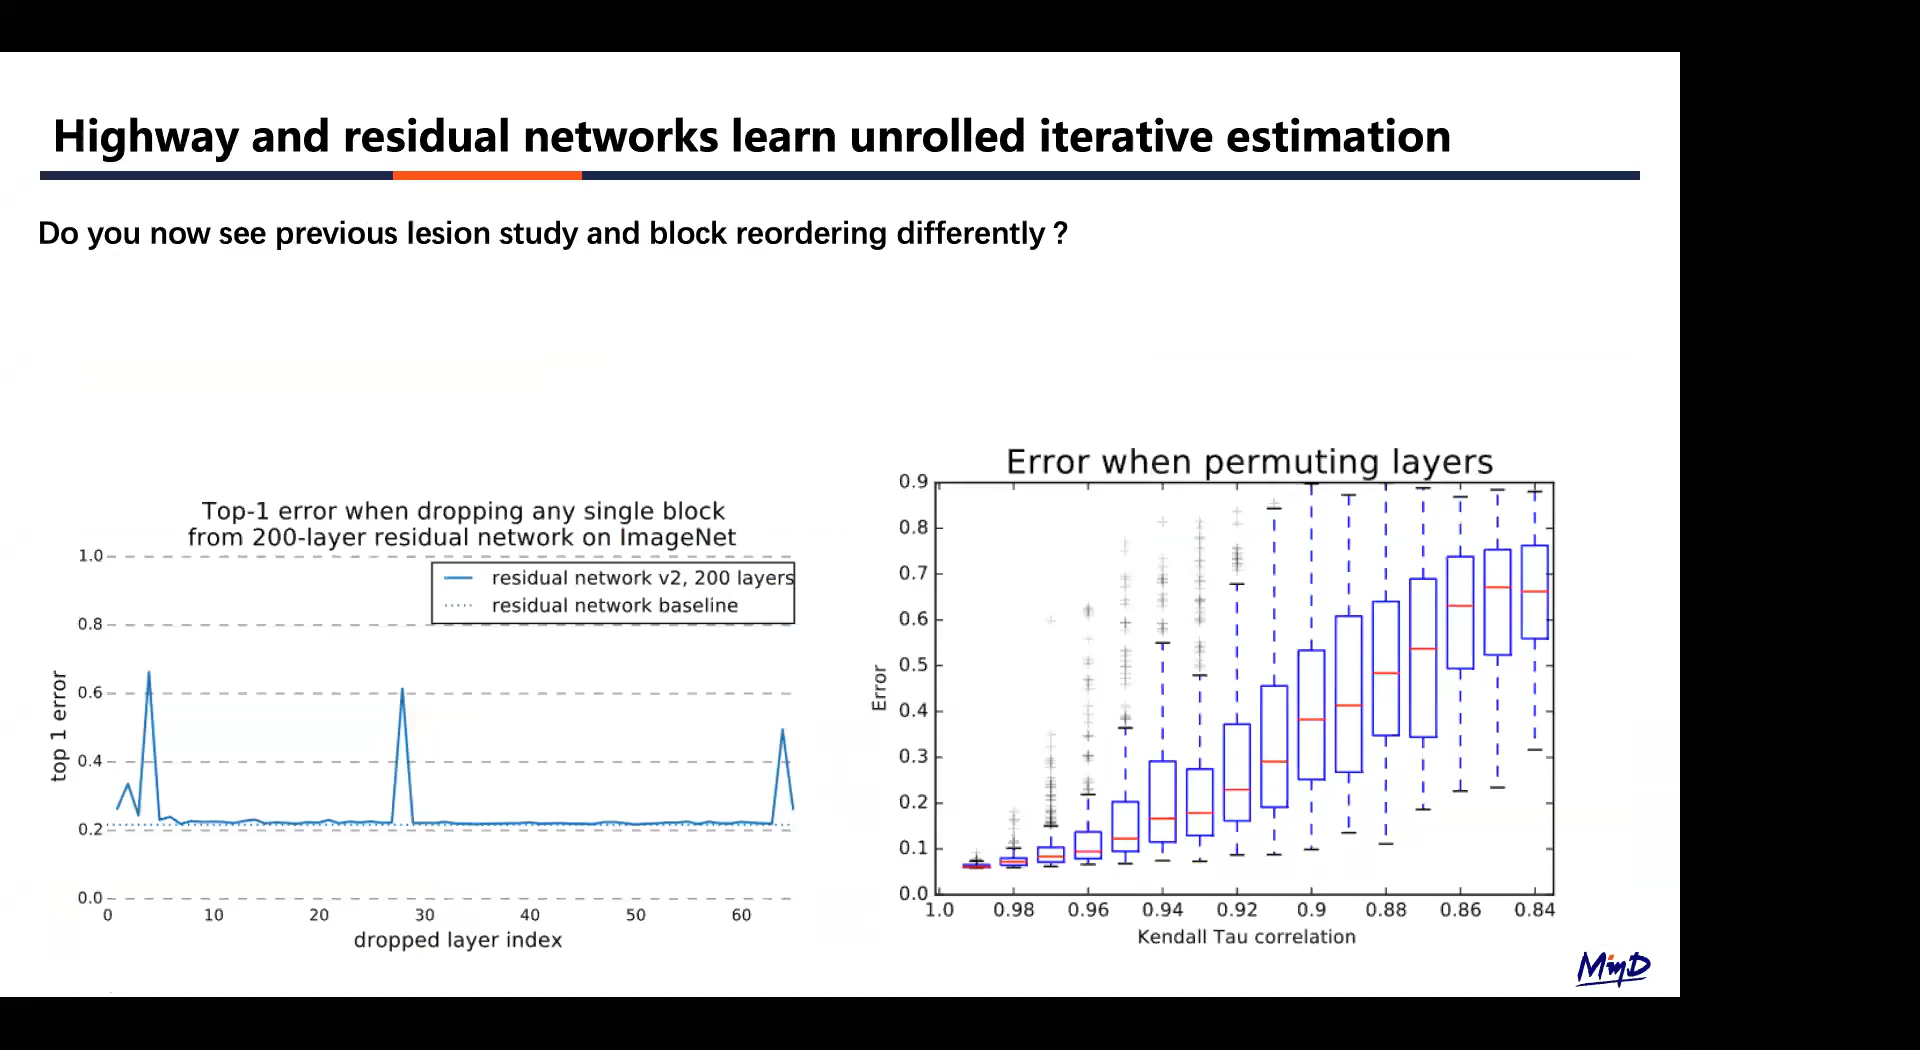 Highway and residual networks learn unrolled iterative estimation
Do you now see previous lesion study and block reordering differently ?
Top-1 error when dropping any single block
from 200-layer residual network on ImageNet
1.0
0.8
0.6
0.4
0.2
0.0
top 1 error
residual network v2, 200 layers
residual network baseline
0 10 20 30 40 50 60
dropped layer index
Error when permuting layers
0.9
0.8
0.7
0.6
0.5
0.4
0.3
0.2
0.1
0.0
Error
1.0 0.98 0.96 0.94 0.92 0.9 0.88 0.86 0.84
Kendall Tau correlation
MinD